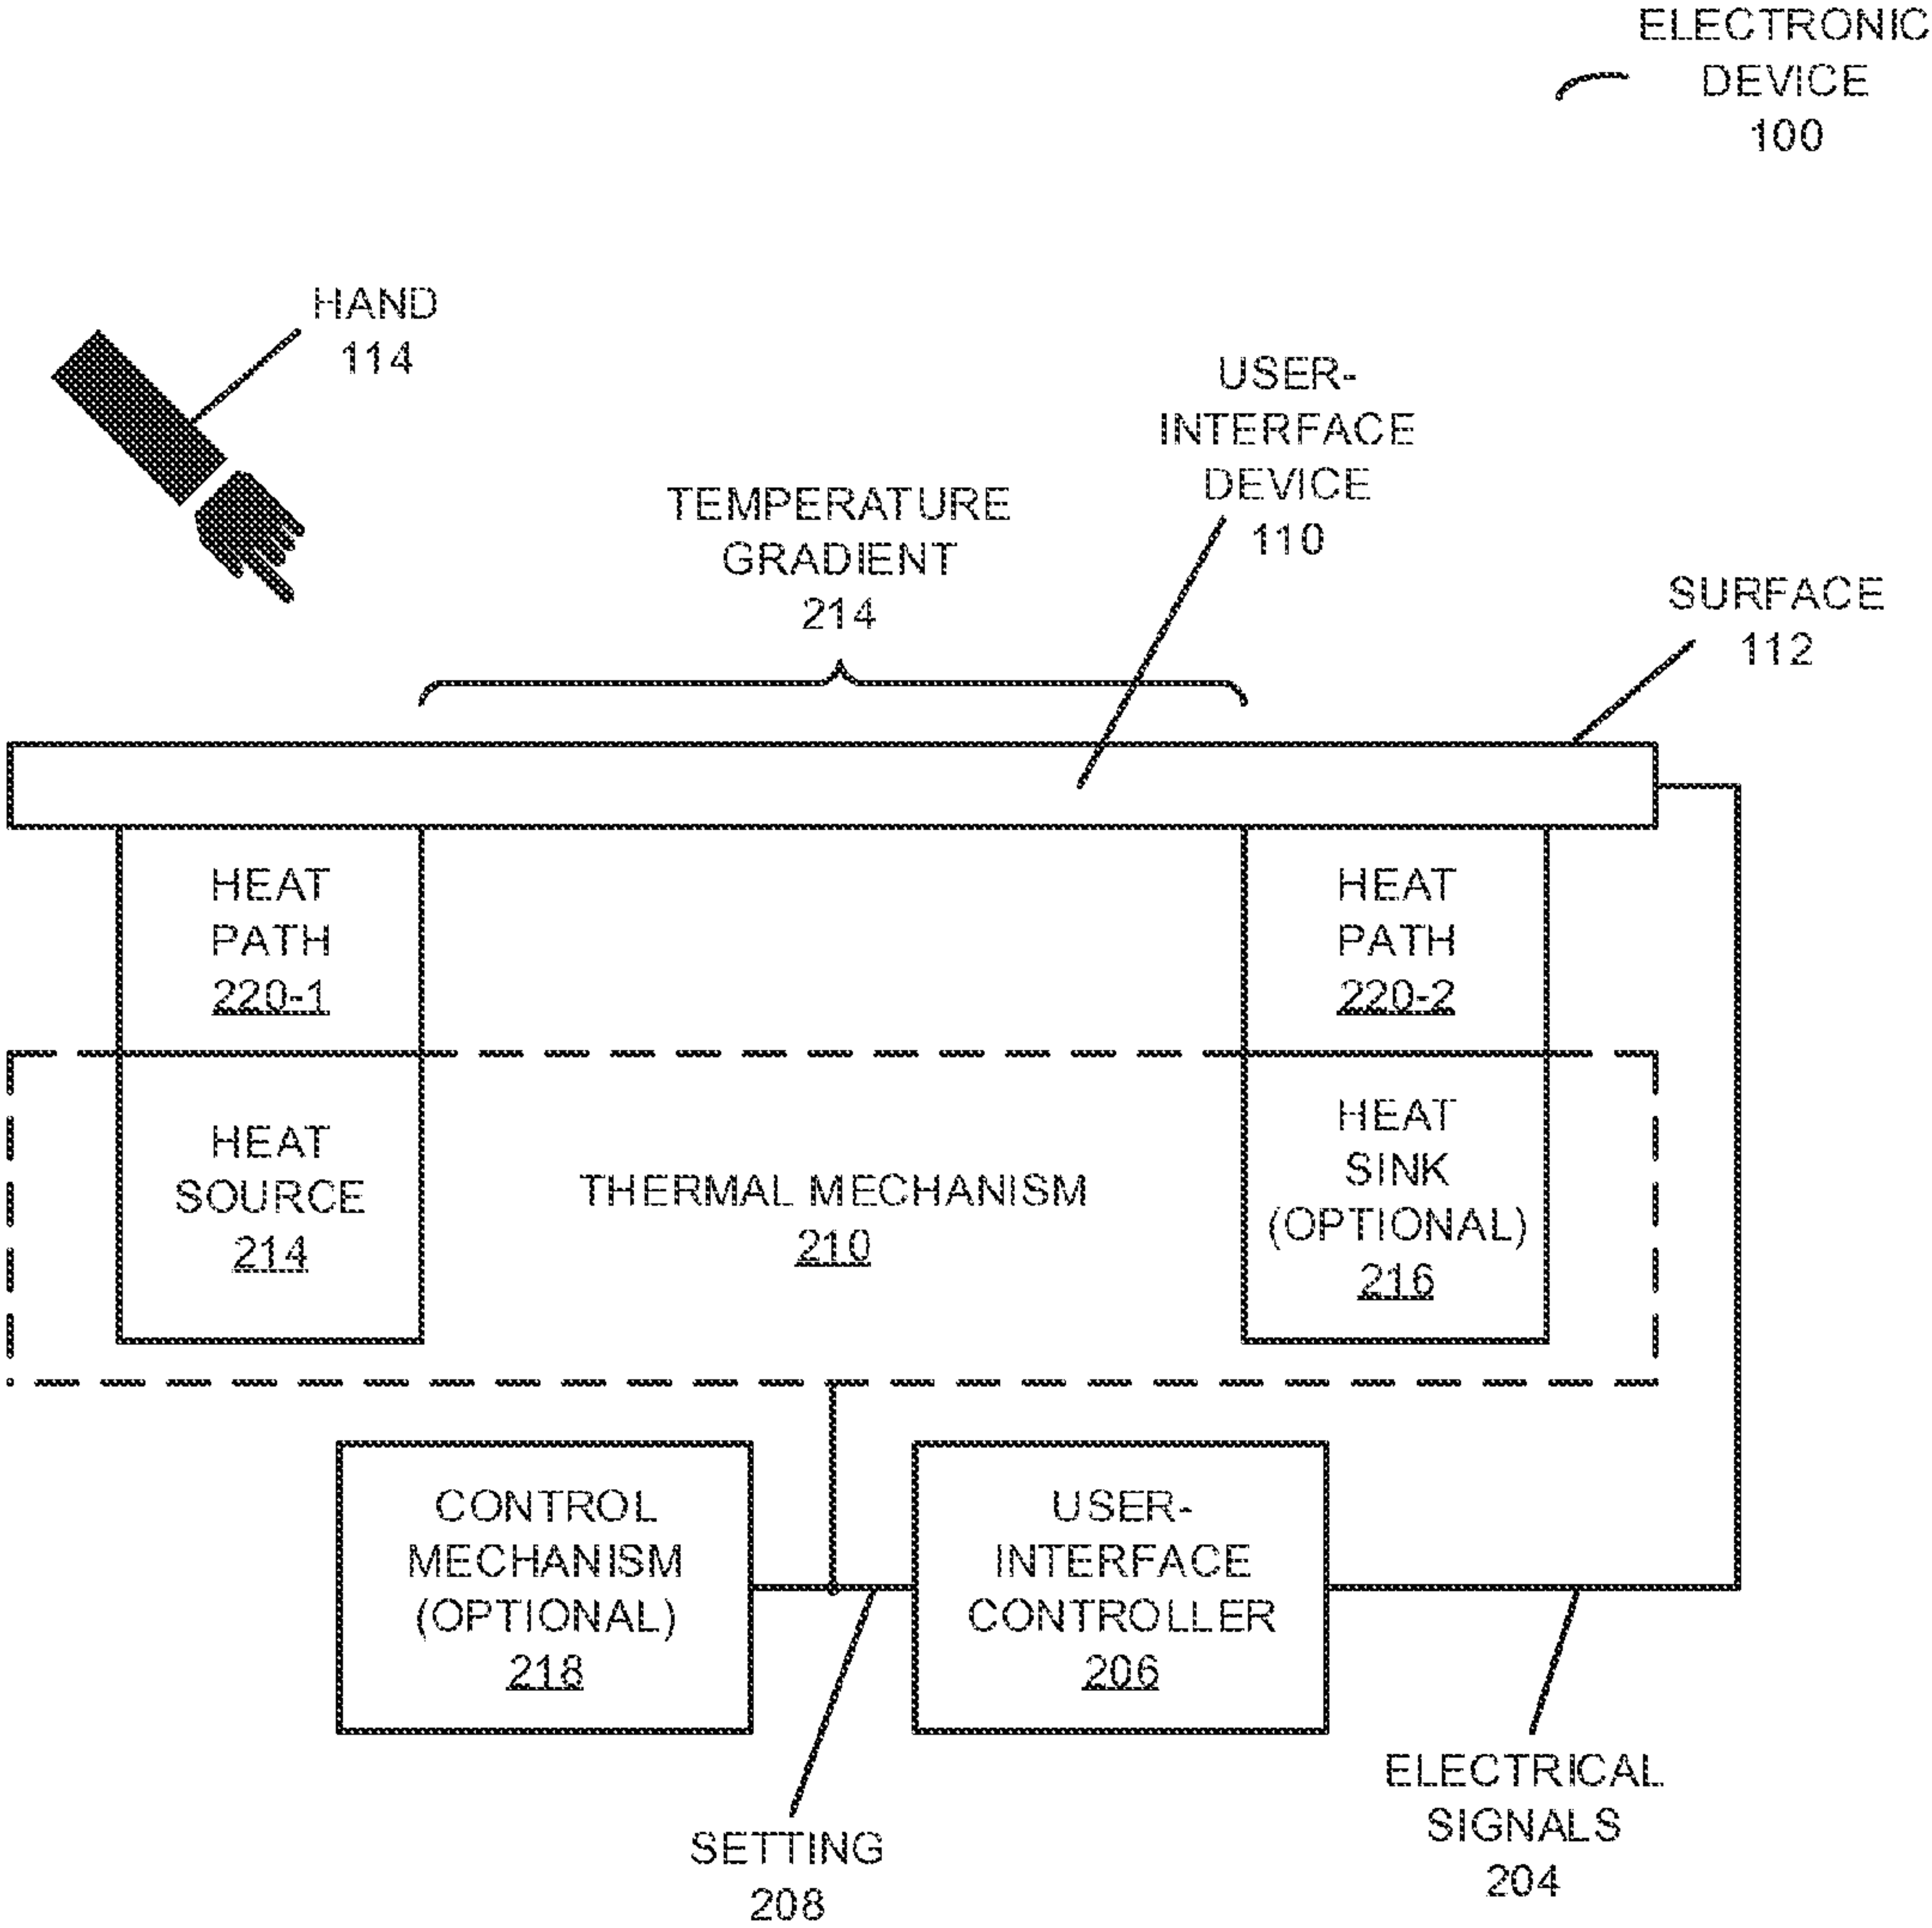 ELECTRONIC
DEVICE
100
HAND
114
USER-
INTERFACE
DEVICE
110
TEMPERATURE
GRADIENT
214
SURFACE
112
HEAT
PATH
220-1
HEAT
PATH
220-2
HEAT
SOURCE
214
THERMAL MECHANISM
210
HEAT
SINK
(OPTIONAL)
216
CONTROL
MECHANISM
(OPTIONAL)
218
USER-
INTERFACE
CONTROLLER
206
SETTING
208
ELECTRICAL
SIGNALS
204